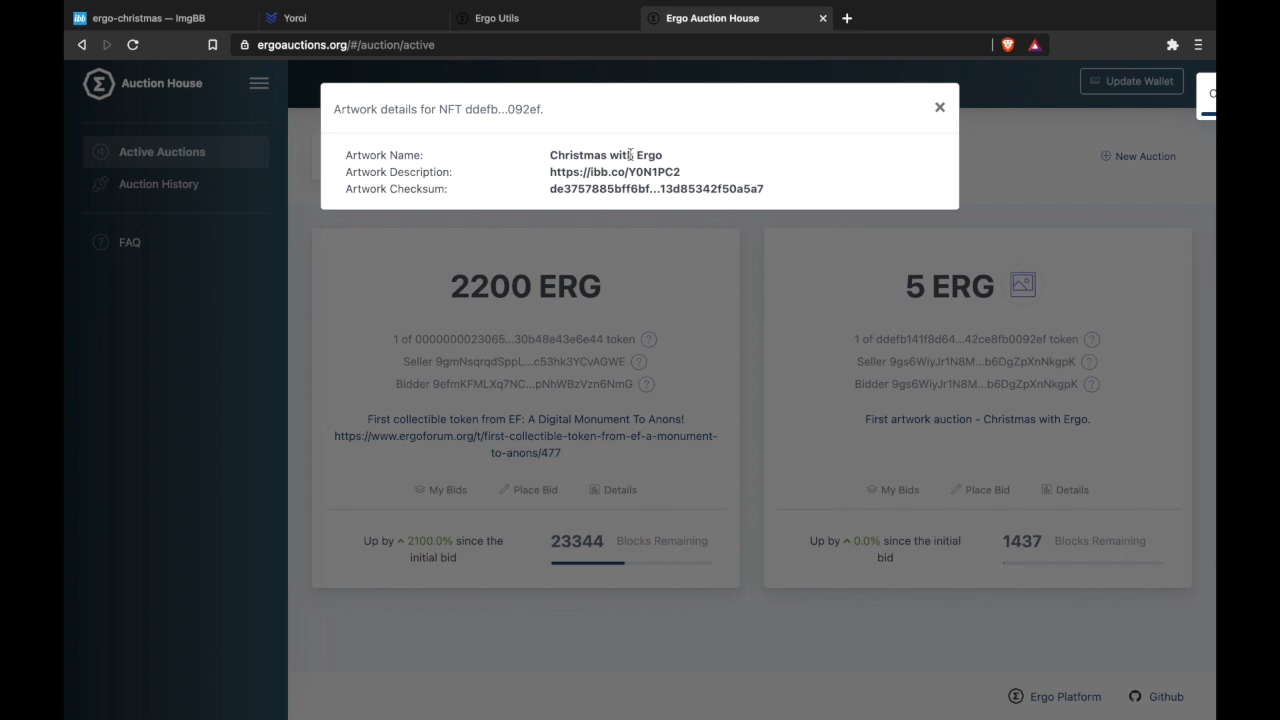 ergo-christmas — ImgBB
Yoroi
Ergo Utils
Ergo Auction House
ergoauctions.org/#/auction/active
Auction House
Update Wallet
Artwork details for NFT ddefb...092ef.
Artwork Name: Christmas with Ergo
Artwork Description: https://ibb.co/Y0N1PC2
Artwork Checksum: de3757885bff6bf...13d85342f50a5a7
Active Auctions
Auction History
FAQ
New Auction
2200 ERG
1 of 0000000023065...30b48e43e6e44 token
Seller 9gmNsqrqdSppL...c53hk3YCvAGWE
Bidder 9efmKFMLXq7NC...pNhWBzVzn6NmG
First collectible token from EF: A Digital Monument To Anons!
https://www.ergoforum.org/t/first-collectible-token-from-ef-a-monument-
to-anons/477
My Bids Place Bid Details
Up by 2100.0% since the
initial bid
23344 Blocks Remaining
5 ERG
1 of ddefb141f8d64...42ce8fb0092ef token
Seller 9gs6WiyJr1N8M...b6DgZpXnNkgpK
Bidder 9gs6WiyJr1N8M...b6DgZpXnNkgpK
First artwork auction - Christmas with Ergo.
My Bids Place Bid Details
Up by 0.0% since the initial
bid
1437 Blocks Remaining
Ergo Platform
Github